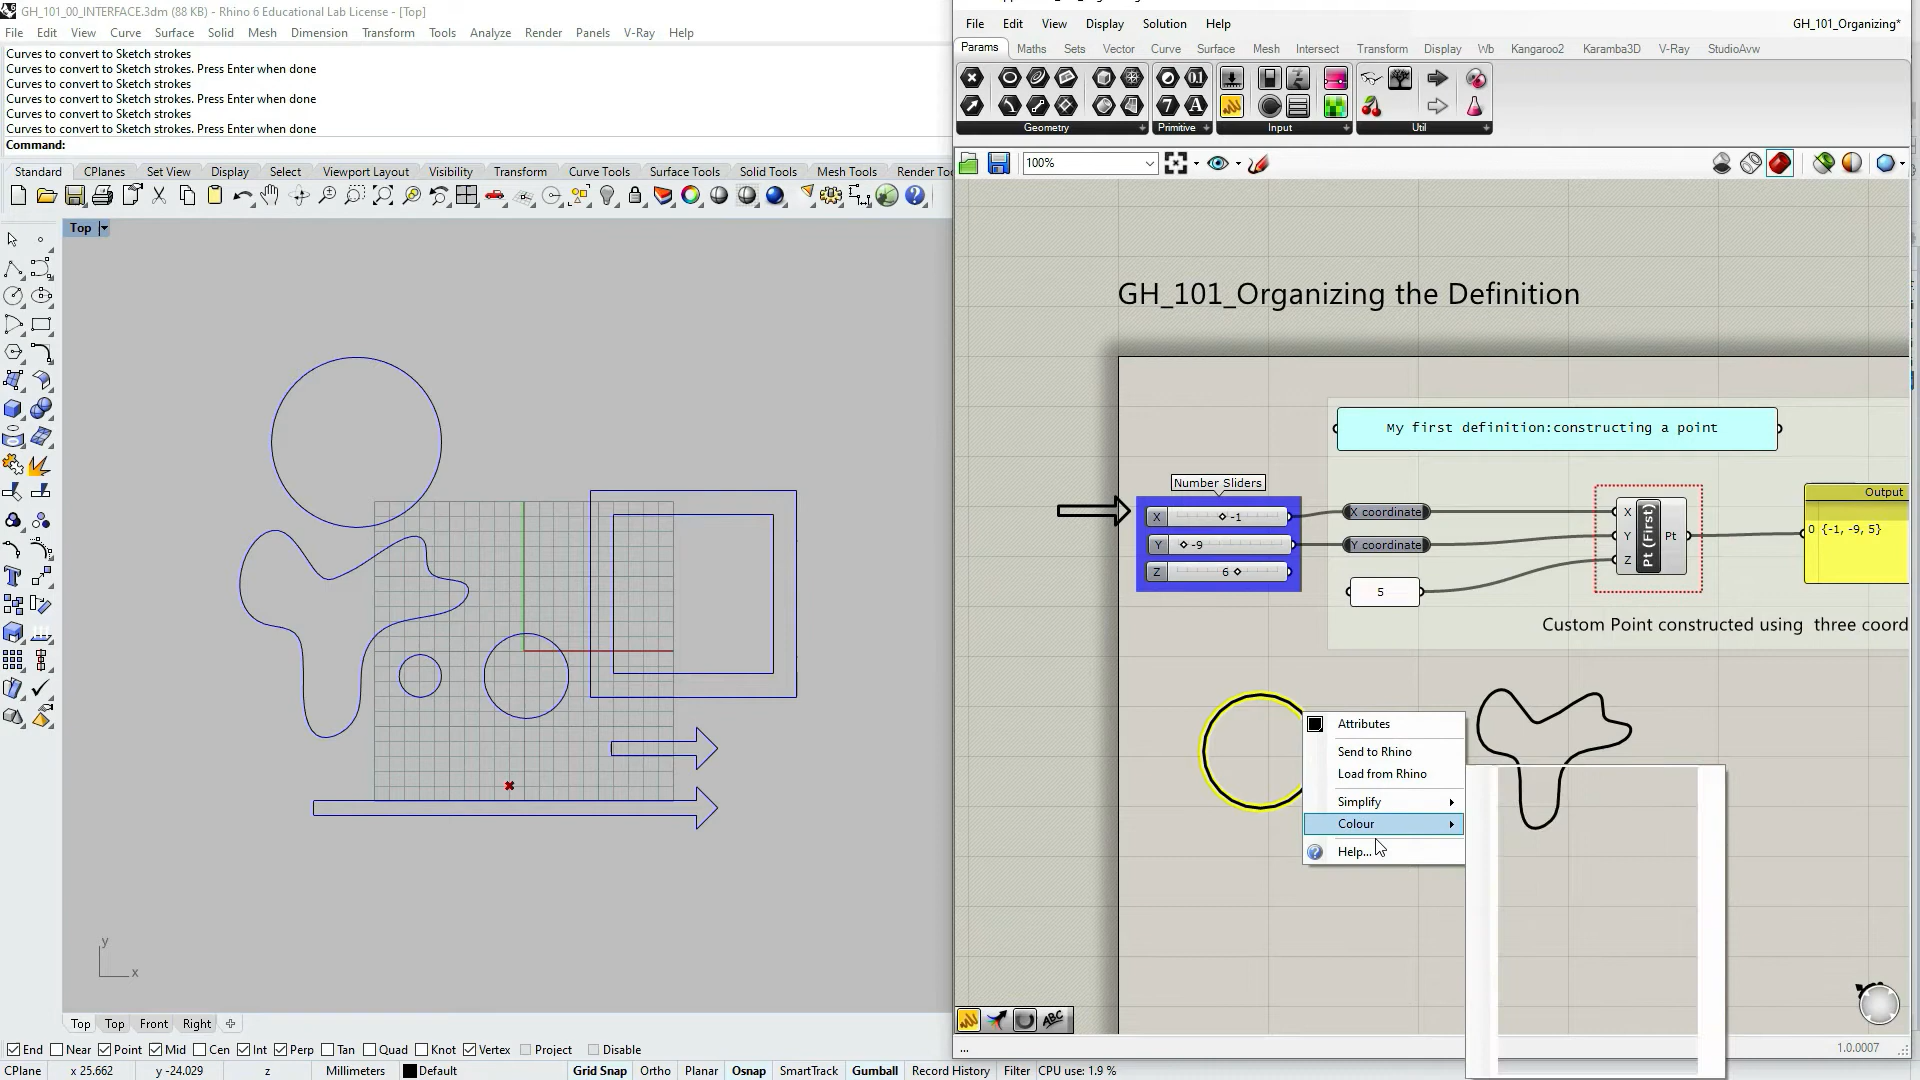 GH_101_00_INTERFACE.3dm (88 KB) - Rhino 6 Educational Lab License - [Top]
File Edit View Curve Surface Solid Mesh Dimension Transform Tools Analyze Render Panels V-Ray Help
Curves to convert to Sketch strokes
Curves to convert to Sketch strokes. Press Enter when done
Curves to convert to Sketch strokes
Curves to convert to Sketch strokes. Press Enter when done
Curves to convert to Sketch strokes
Curves to convert to Sketch strokes. Press Enter when done
Command:
Standard CPlanes Set View Display Select Viewport Layout Visibility Transform Curve Tools Surface Tools Solid Tools Mesh Tools Render To
Top
y
x
Top Top Front Right
End Near Point Mid Cen Int Perp Tan Quad Knot Vertex Project Disable
CPlane x 25.662 y -24.029 z Millimeters Default Grid Snap Ortho Planar Osnap SmartTrack Gumball Record History Filter CPU use: 1.9 %
File Edit View Display Solution Help GH_101_Organizing*
Params Maths Sets Vector Curve Surface Mesh Intersect Transform Display Wb Kangaroo2 Karamba3D V-Ray StudioAvw
Geometry Primitive Input Util
100%
GH_101_Organizing the Definition
My first definition:constructing a point
Number Sliders
X -1
Y -9
Z 6
X coordinate
Y coordinate
5
X
Y
Z
Pt (First)
Pt
Output
0 {-1, -9, 5}
Custom Point constructed using three coord
Attributes
Send to Rhino
Load from Rhino
Simplify
Colour
Help...
ABC
...
1.0.0007